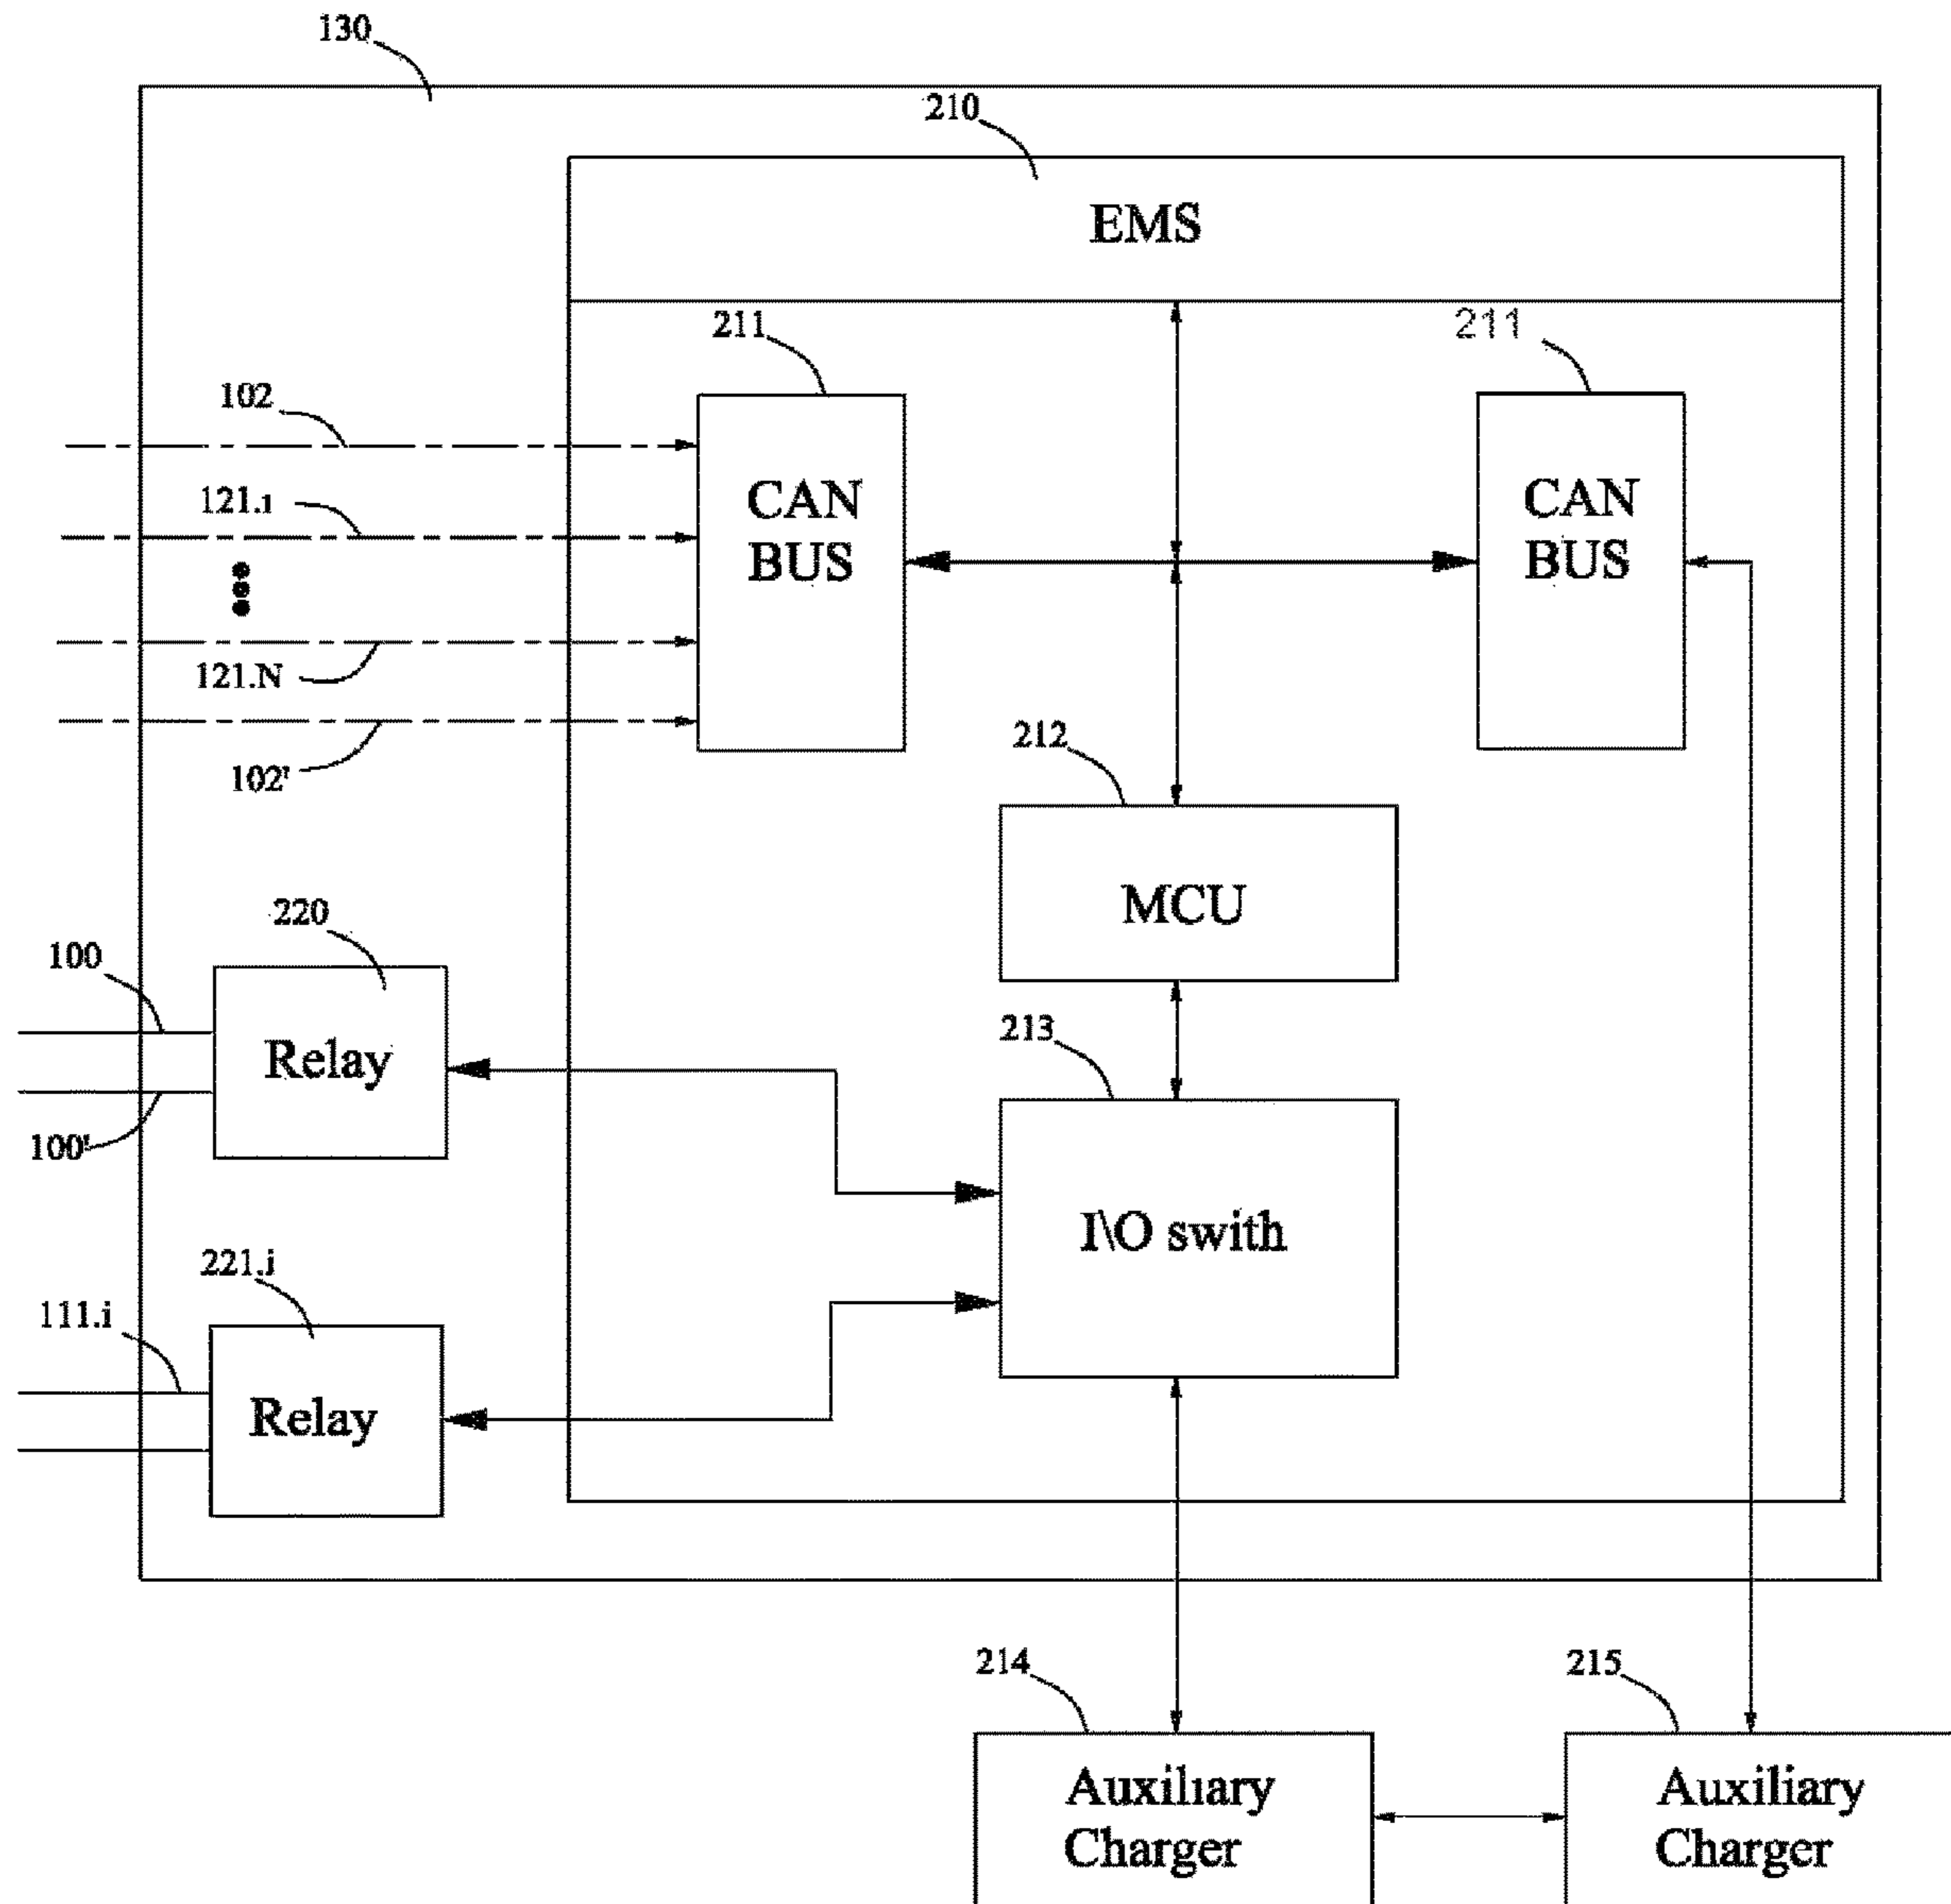 130
210
EMS
211
211
102
CAN
BUS
CAN
BUS
121.i
121.N
102'
212
MCU
220
100
Relay
100'
213
I\O swith
221.j
111.i
Relay
214
215
Auxiliary
Charger
Auxiliary
Charger